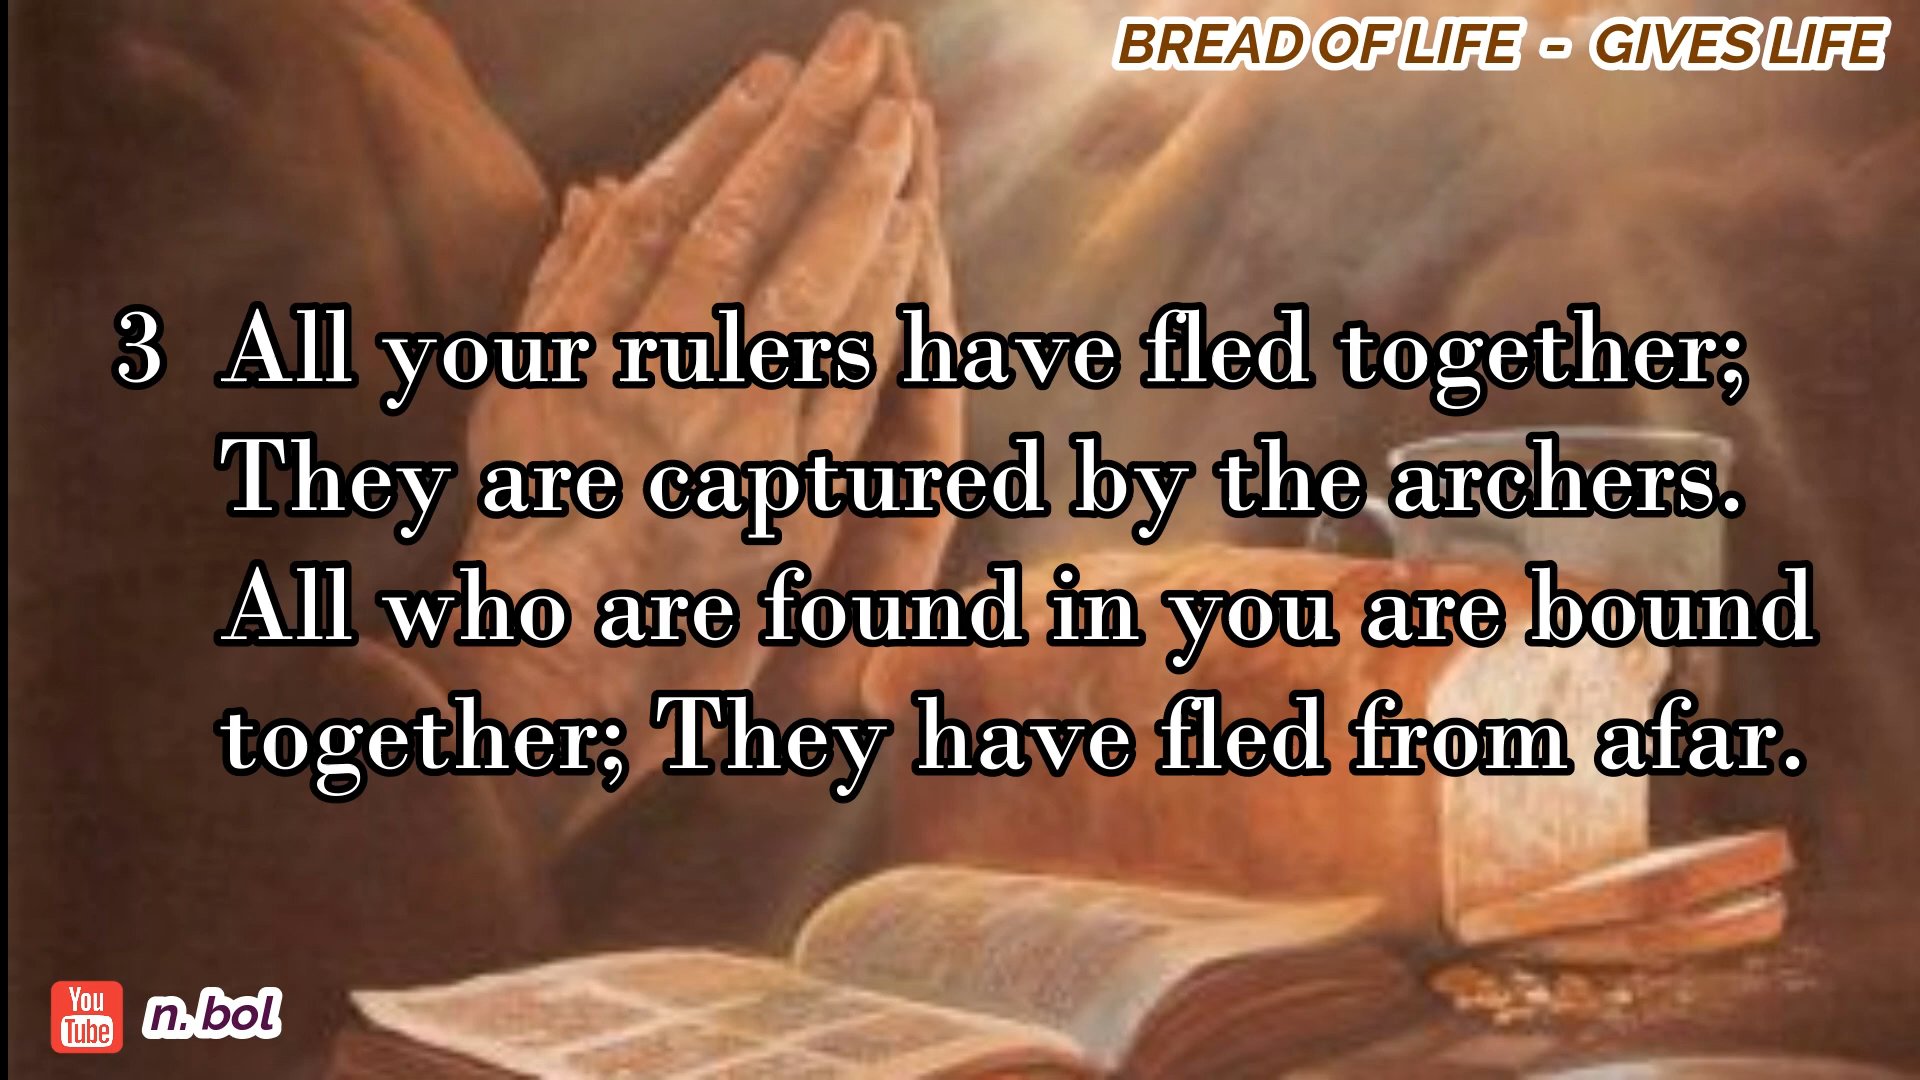 BREAD OF LIFE - GIVES LIFE
3 All your rulers have fled together;
They are captured by the archers.
All who are found in you are bound
together; They have fled from afar.
You
Tube
n. bol